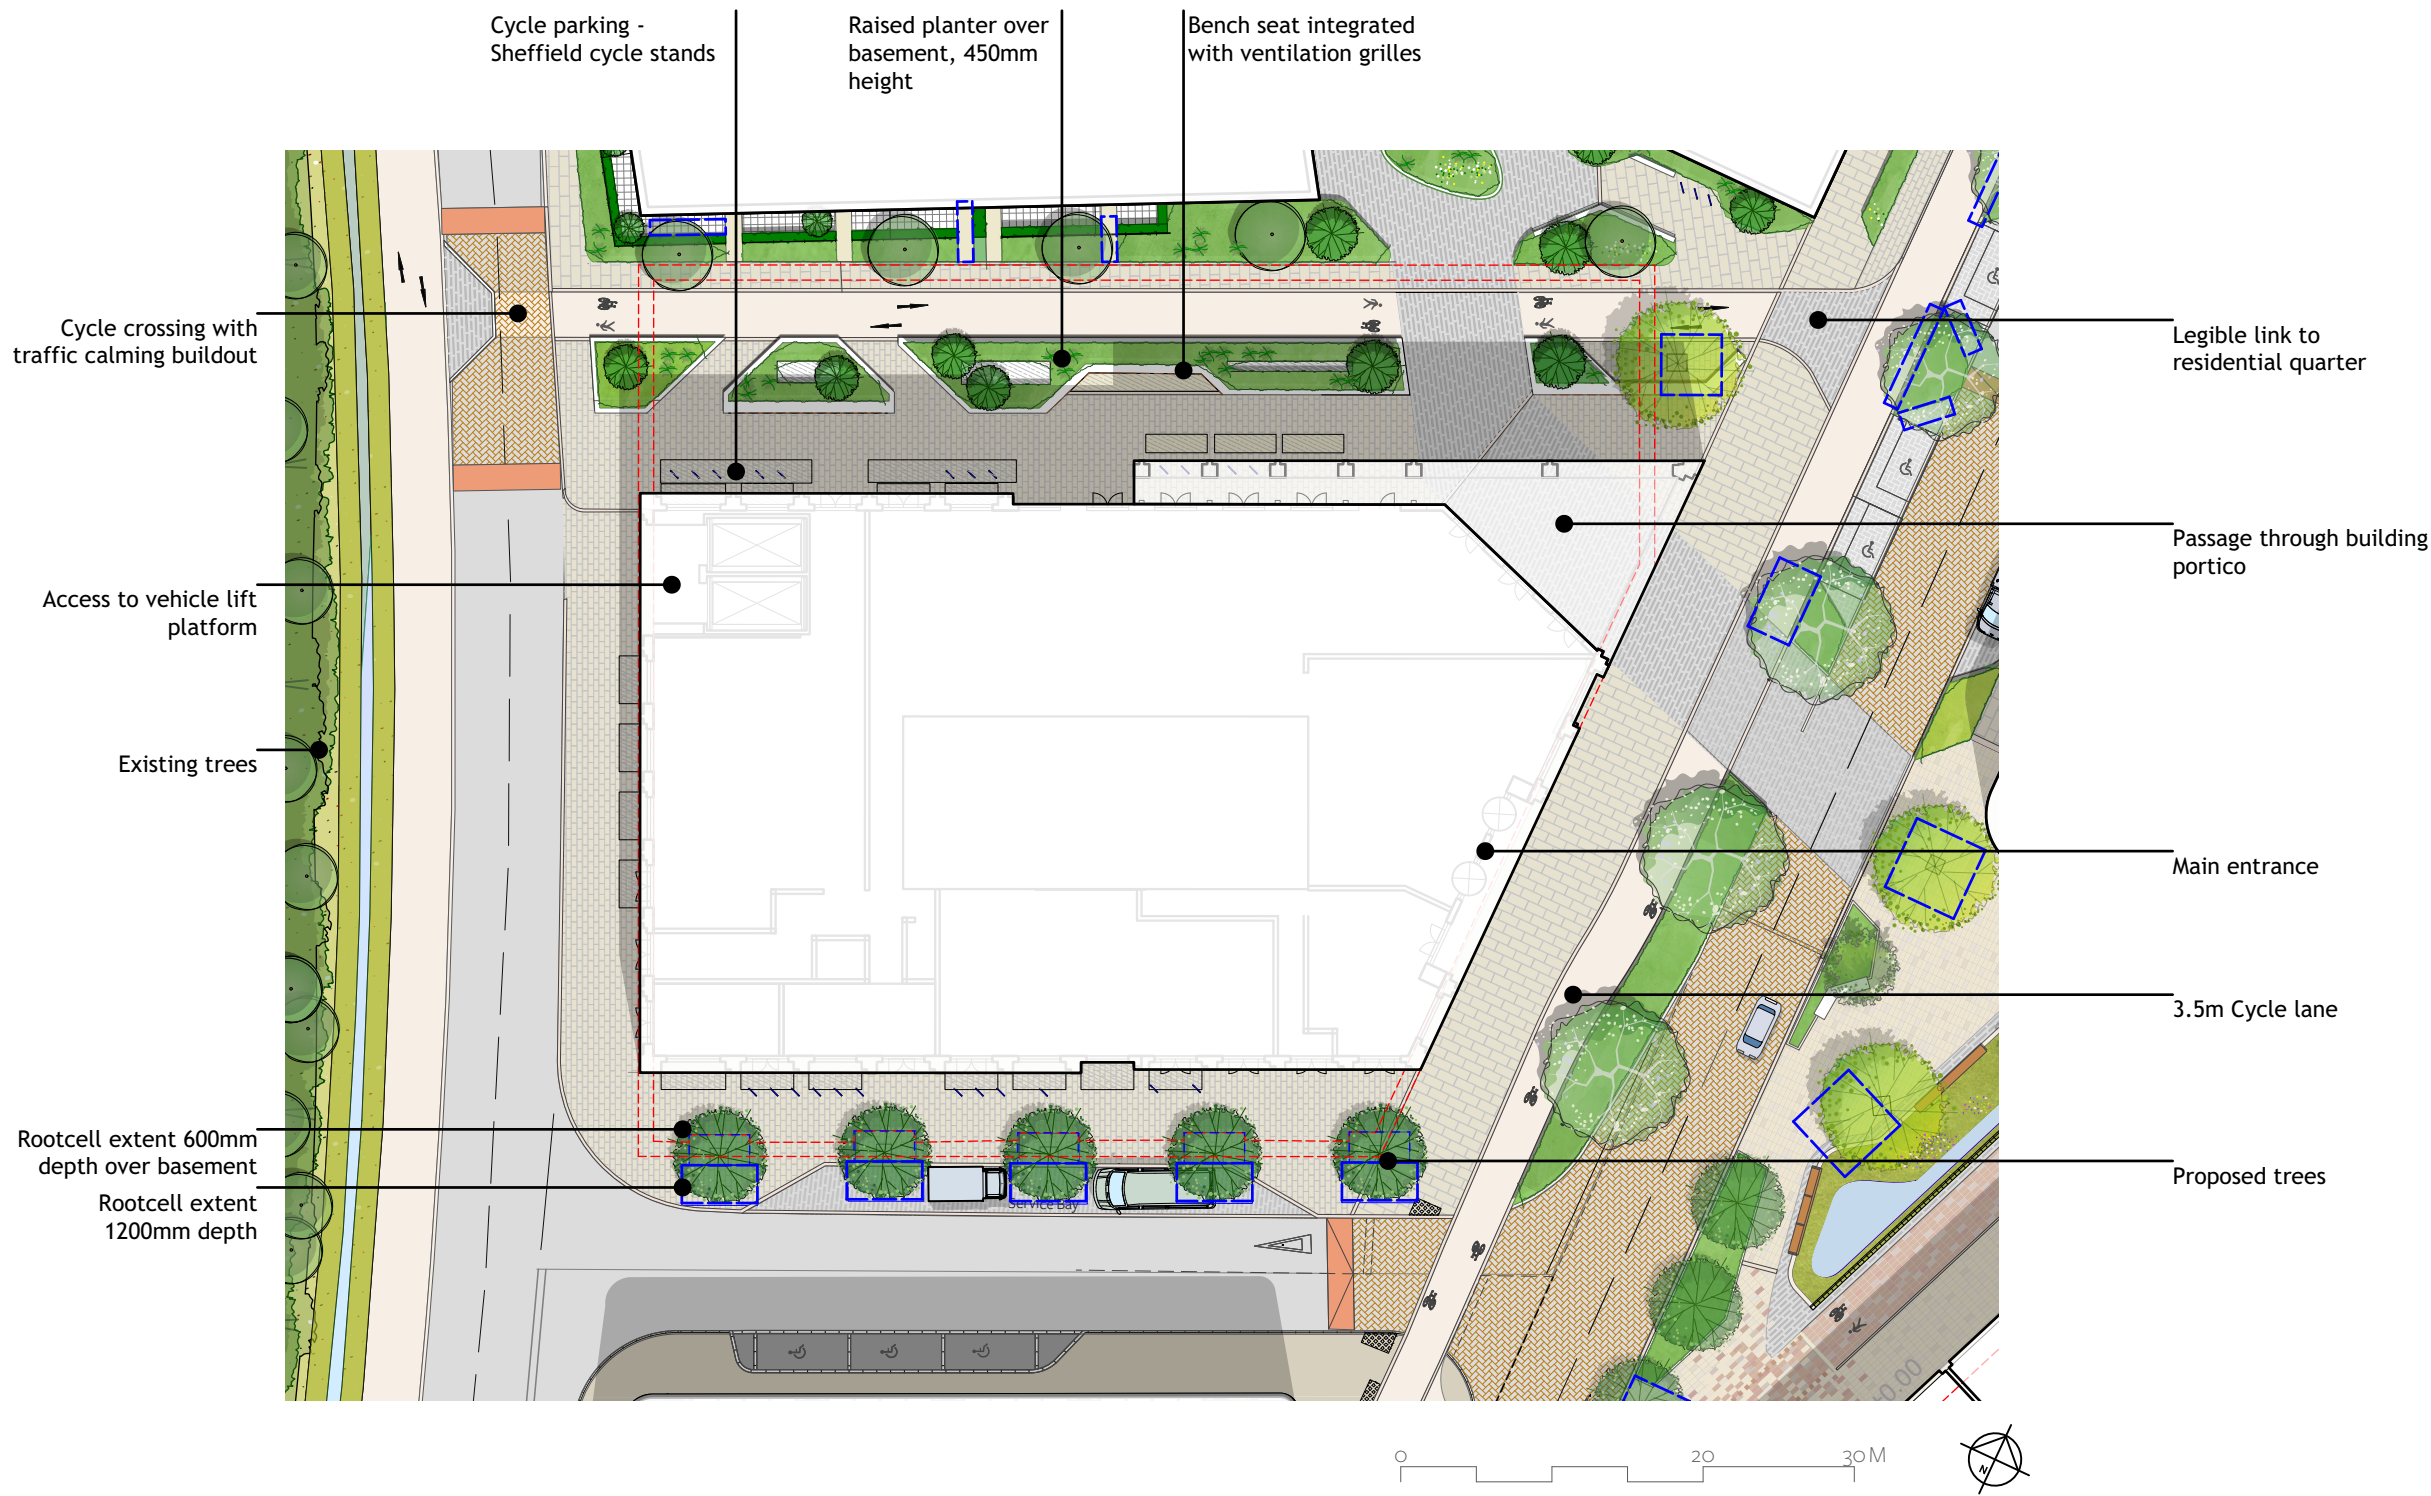 Cycle parking -
Sheffield cycle stands
Raised planter over
basement, 450mm
height
Bench seat integrated
with ventilation grilles
Cycle crossing with
traffic calming buildout
Legible link to
residential quarter
Passage through building
portico
Access to vehicle lift
platform
Existing trees
Main entrance
3.5m Cycle lane
Rootcell extent 600mm
depth over basement
Rootcell extent
1200mm depth
Proposed trees
Service Bay
0 20 30M
N